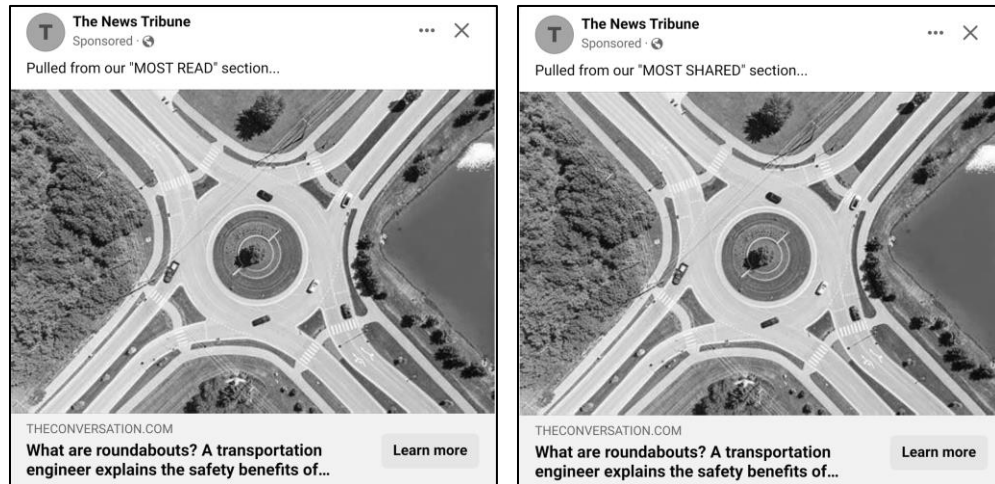 The News Tribune
Sponsored ·
Pulled from our "MOST READ" section...
THECONVERSATION.COM
What are roundabouts? A transportation
engineer explains the safety benefits of...
Learn more
The News Tribune
Sponsored ·
Pulled from our "MOST SHARED" section...
THECONVERSATION.COM
What are roundabouts? A transportation
engineer explains the safety benefits of...
Learn more